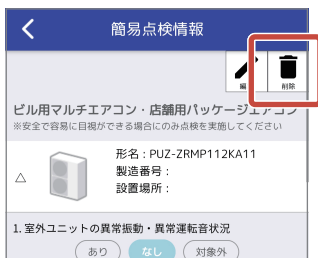 簡易点検情報
編集 削除
ビル用マルチエアコン・店舗用パッケージエアコン
※安全で容易に目視ができる場合にのみ点検を実施してください
形名：PUZ-ZRMP112KA11
△ 製造番号：
設置場所：
1. 室外ユニットの異常振動・異常運転音状況
あり なし 対象外